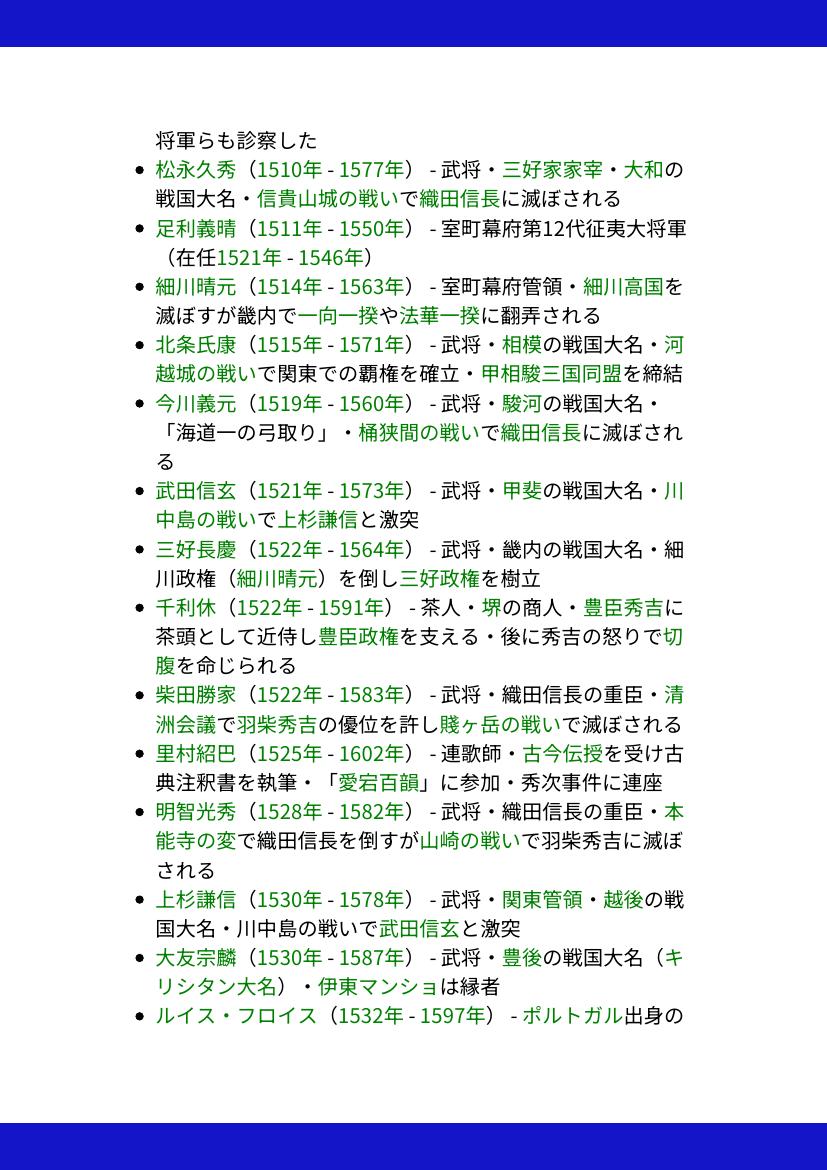 将軍らも診察した
● 松永久秀（1510年 - 1577年） - 武将・三好家家宰・大和の
戦国大名・信貴山城の戦いで織田信長に滅ぼされる
● 足利義晴（1511年 - 1550年） - 室町幕府第12代征夷大将軍
（在任1521年 - 1546年）
● 細川晴元（1514年 - 1563年） - 室町幕府管領・細川高国を
滅ぼすが畿内で一向一揆や法華一揆に翻弄される
● 北条氏康（1515年 - 1571年） - 武将・相模の戦国大名・河
越城の戦いで関東での覇権を確立・甲相駿三国同盟を締結
● 今川義元（1519年 - 1560年） - 武将・駿河の戦国大名・
「海道一の弓取り」・桶狭間の戦いで織田信長に滅ぼされ
る
● 武田信玄（1521年 - 1573年） - 武将・甲斐の戦国大名・川
中島の戦いで上杉謙信と激突
● 三好長慶（1522年 - 1564年） - 武将・畿内の戦国大名・細
川政権（細川晴元）を倒し三好政権を樹立
● 千利休（1522年 - 1591年） - 茶人・堺の商人・豊臣秀吉に
茶頭として近侍し豊臣政権を支える・後に秀吉の怒りで切
腹を命じられる
● 柴田勝家（1522年 - 1583年） - 武将・織田信長の重臣・清
洲会議で羽柴秀吉の優位を許し賤ヶ岳の戦いで滅ぼされる
● 里村紹巴（1525年 - 1602年） - 連歌師・古今伝授を受け古
典注釈書を執筆・「愛宕百韻」に参加・秀次事件に連座
● 明智光秀（1528年 - 1582年） - 武将・織田信長の重臣・本
能寺の変で織田信長を倒すが山崎の戦いで羽柴秀吉に滅ぼ
される
● 上杉謙信（1530年 - 1578年） - 武将・関東管領・越後の戦
国大名・川中島の戦いで武田信玄と激突
● 大友宗麟（1530年 - 1587年） - 武将・豊後の戦国大名（キ
リシタン大名）・伊東マンショは縁者
● ルイス・フロイス（1532年 - 1597年） - ポルトガル出身の